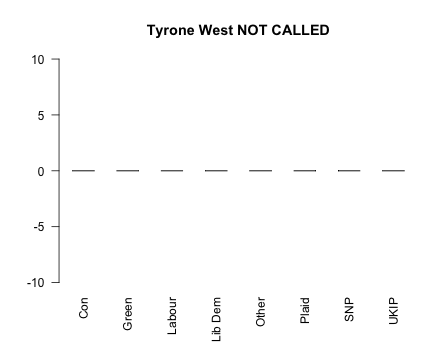 Tyrone West NOT CALLED
10
5
0
-5
-10
Con
Green
Labour
Lib Dem
Other
Plaid
SNP
UKIP